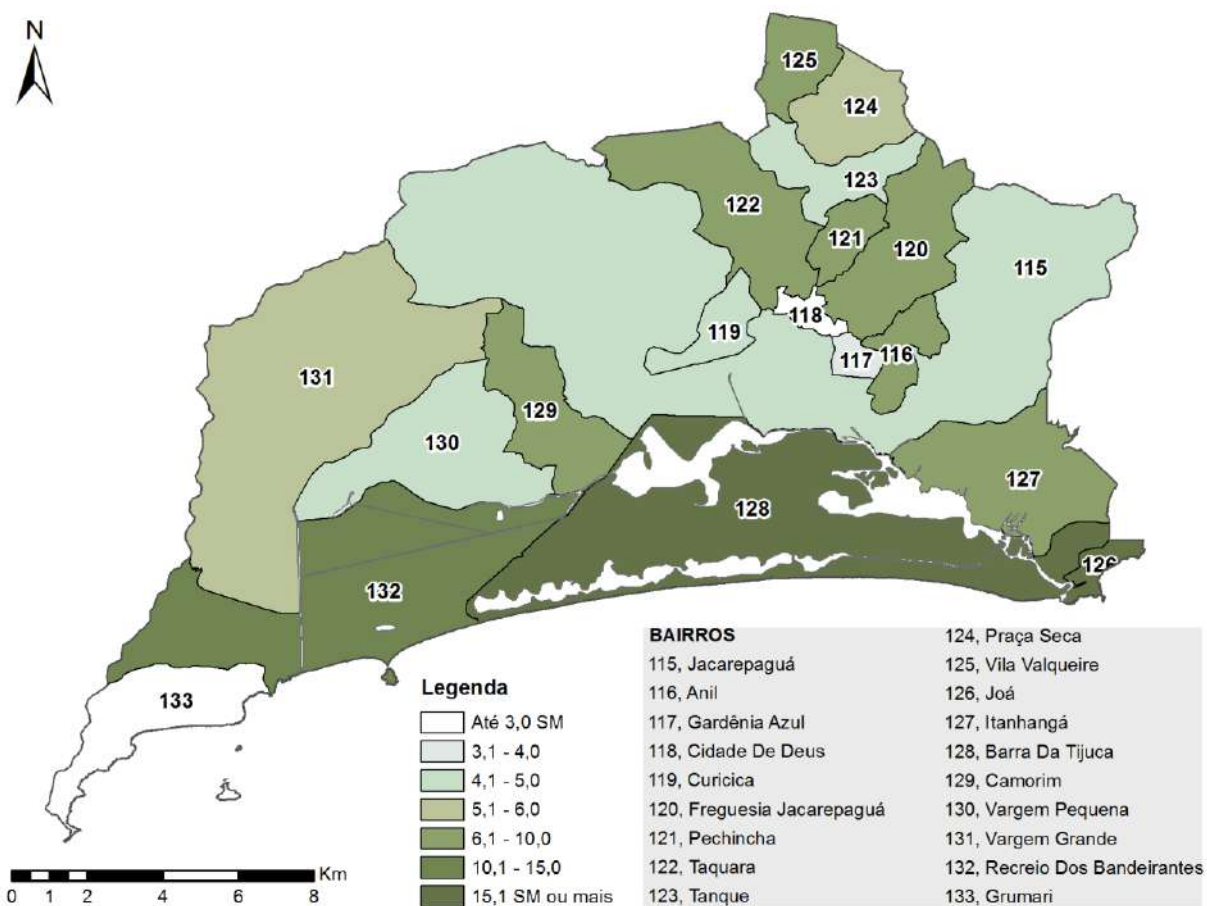 N
125
124
123
122
121
120
115
118
119
117
116
131
129
130
127
128
126
132
133
Legenda
Até 3,0 SM
3,1 - 4,0
4,1 - 5,0
5,1 - 6,0
6,1 - 10,0
10,1 - 15,0
15,1 SM ou mais
Km
0 1 2 4 6 8
BAIRROS
115, Jacarepaguá
116, Anil
117, Gardênia Azul
118, Cidade De Deus
119, Curicica
120, Freguesia Jacarepaguá
121, Pechincha
122, Taquara
123, Tanque
124, Praça Seca
125, Vila Valqueire
126, Joá
127, Itanhangá
128, Barra Da Tijuca
129, Camorim
130, Vargem Pequena
131, Vargem Grande
132, Recreio Dos Bandeirantes
133, Grumari